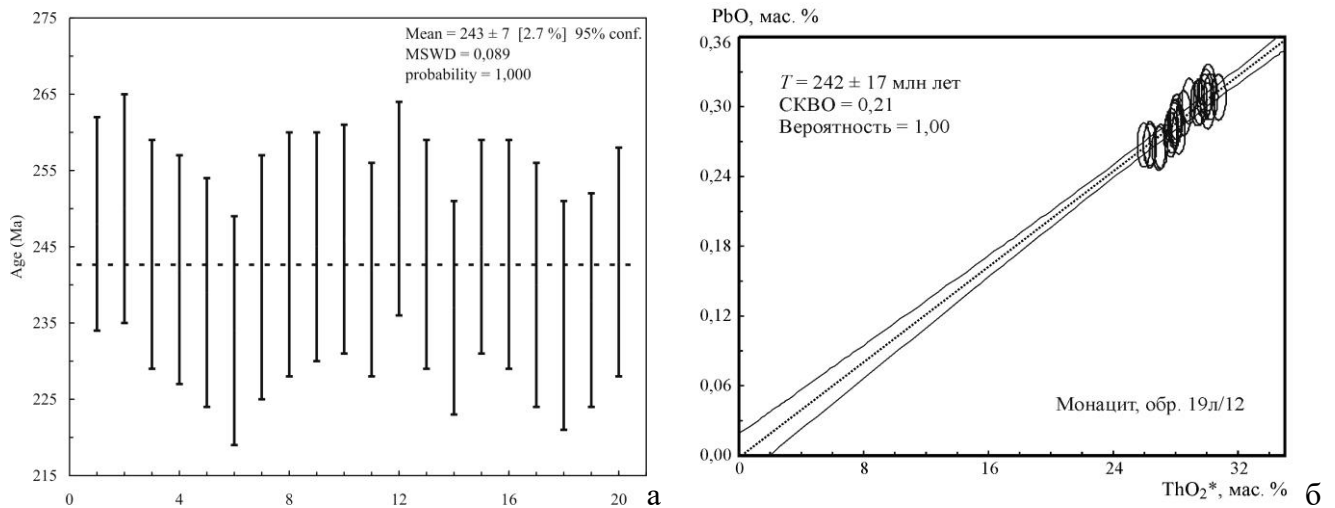 Mean = 243 ± 7 [2.7 %] 95% conf.
MSWD = 0,089
probability = 1,000
Age (Ma)
275
265
255
245
235
225
215
0
4
8
12
16
20
а
PbO, мас. %
0,36
0,30
0,24
0,18
0,12
0,06
0,00
T = 242 ± 17 млн лет
СКВО = 0,21
Вероятность = 1,00
Монацит, обр. 19л/12
0
8
16
24
32
ThO₂*, мас. %
б